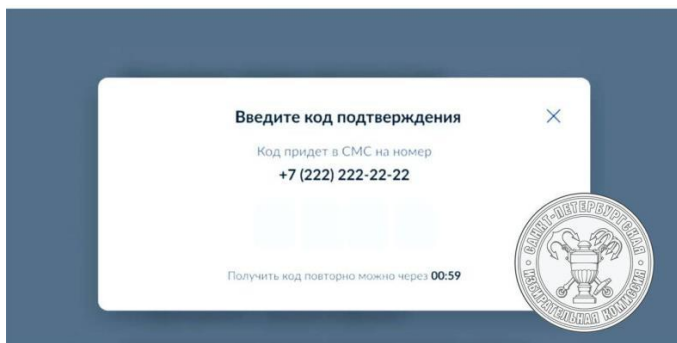 Введите код подтверждения
Код придет в СМС на номер
+7 (222) 222-22-22
Получить код повторно можно через 00:59
САНКТ-ПЕТЕРБУРГСКАЯ
ИЗБИРАТЕЛЬНАЯ КОМИССИЯ